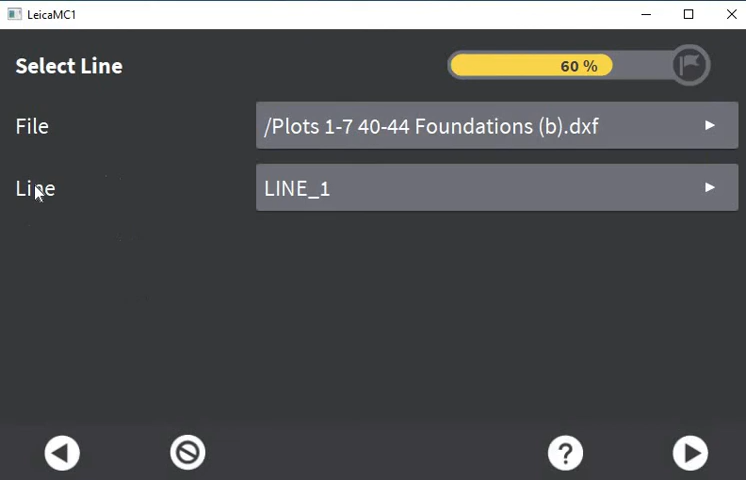 LeicaMC1
Select Line
60 %
File
/Plots 1-7 40-44 Foundations (b).dxf
Line
LINE_1
?